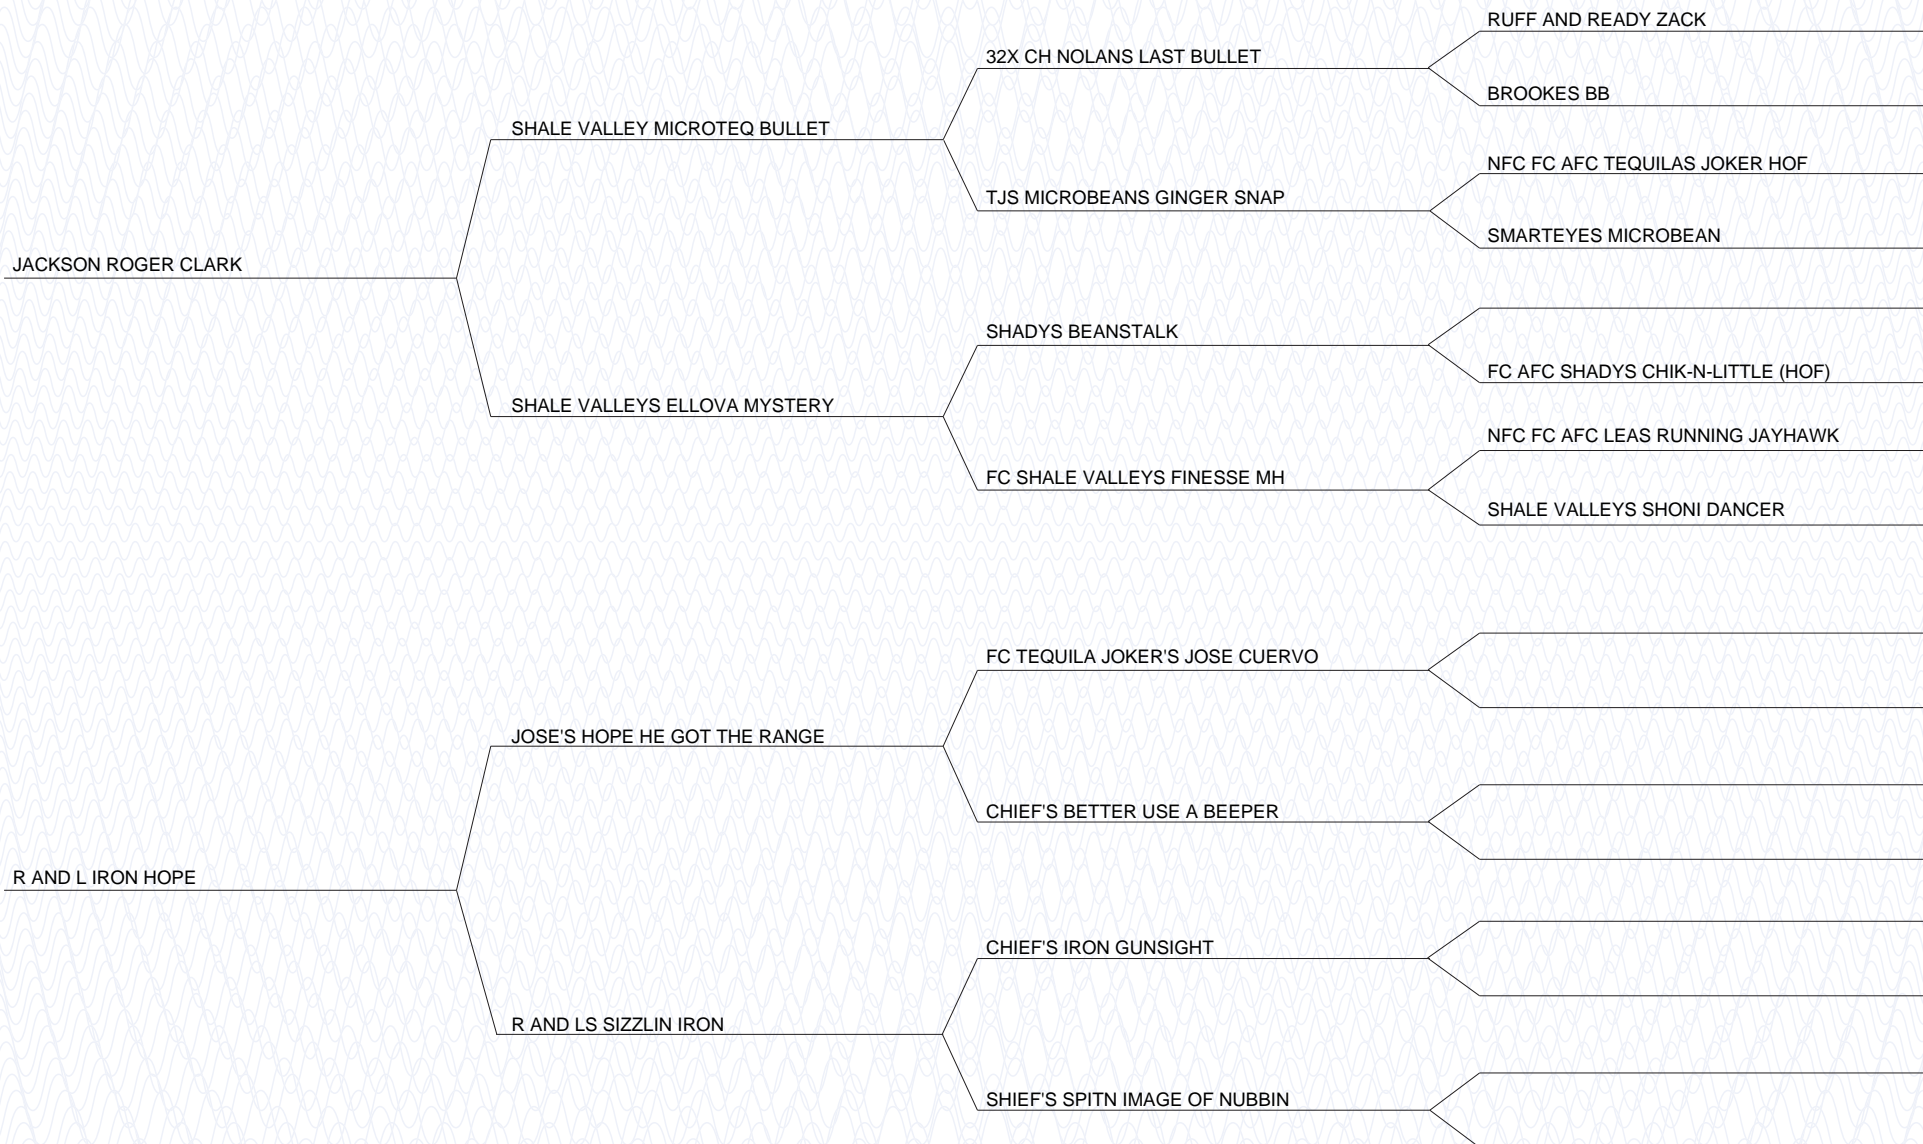 RUFF AND READY ZACK
32X CH NOLANS LAST BULLET
BROOKES BB
SHALE VALLEY MICROTEQ BULLET
NFC FC AFC TEQUILAS JOKER HOF
TJS MICROBEANS GINGER SNAP
SMARTEYES MICROBEAN
JACKSON ROGER CLARK
SHADYS BEANSTALK
FC AFC SHADYS CHIK-N-LITTLE (HOF)
SHALE VALLEYS ELLOVA MYSTERY
NFC FC AFC LEAS RUNNING JAYHAWK
FC SHALE VALLEYS FINESSE MH
SHALE VALLEYS SHONI DANCER
FC TEQUILA JOKER'S JOSE CUERVO
JOSE'S HOPE HE GOT THE RANGE
CHIEF'S BETTER USE A BEEPER
R AND L IRON HOPE
CHIEF'S IRON GUNSIGHT
R AND LS SIZZLIN IRON
SHIEF'S SPITN IMAGE OF NUBBIN